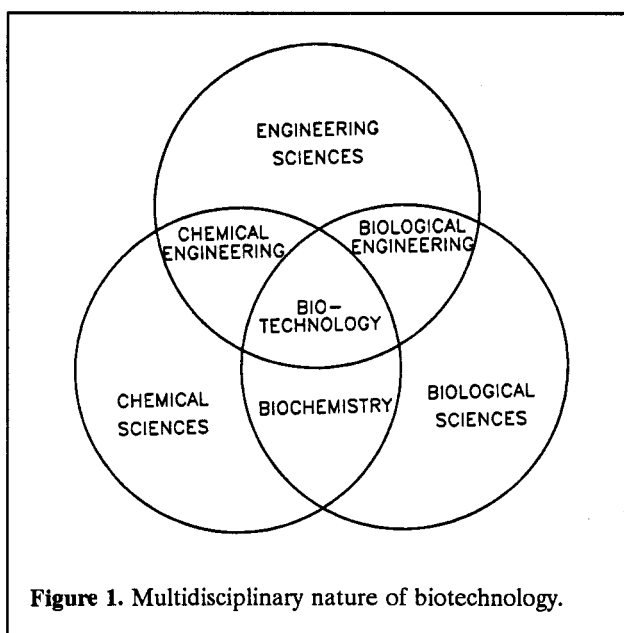 ENGINEERING
SCIENCES
CHEMICAL
ENGINEERING
BIOLOGICAL
ENGINEERING
BIO-
TECHNOLOGY
CHEMICAL
SCIENCES
BIOCHEMISTRY
BIOLOGICAL
SCIENCES
Figure 1. Multidisciplinary nature of biotechnology.